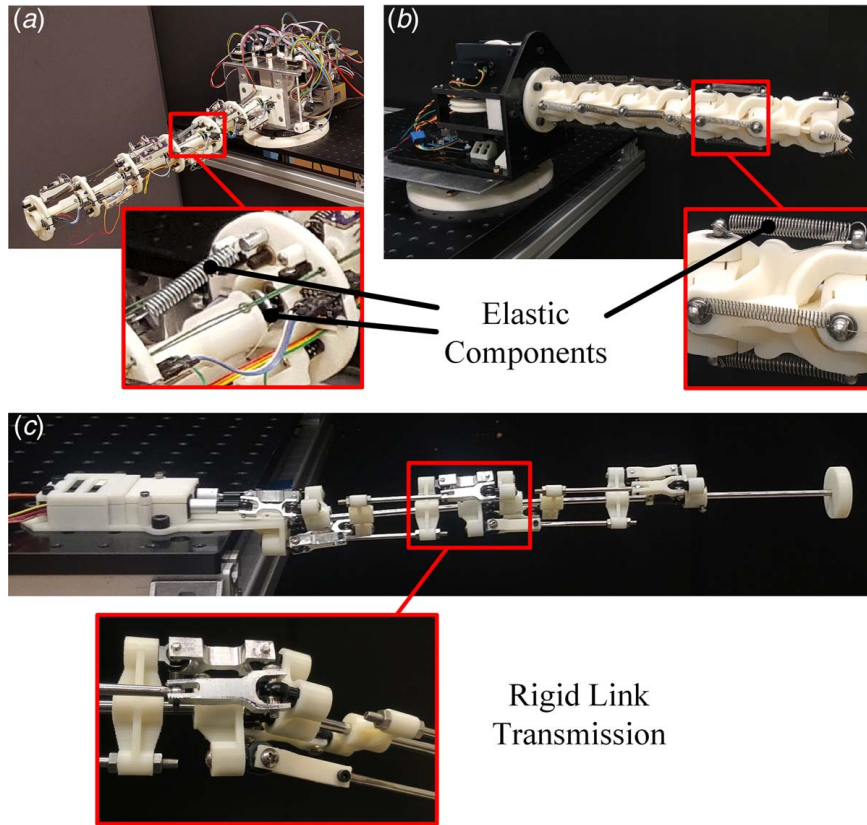 (a)
(b)
Elastic
Components
(c)
Rigid Link
Transmission